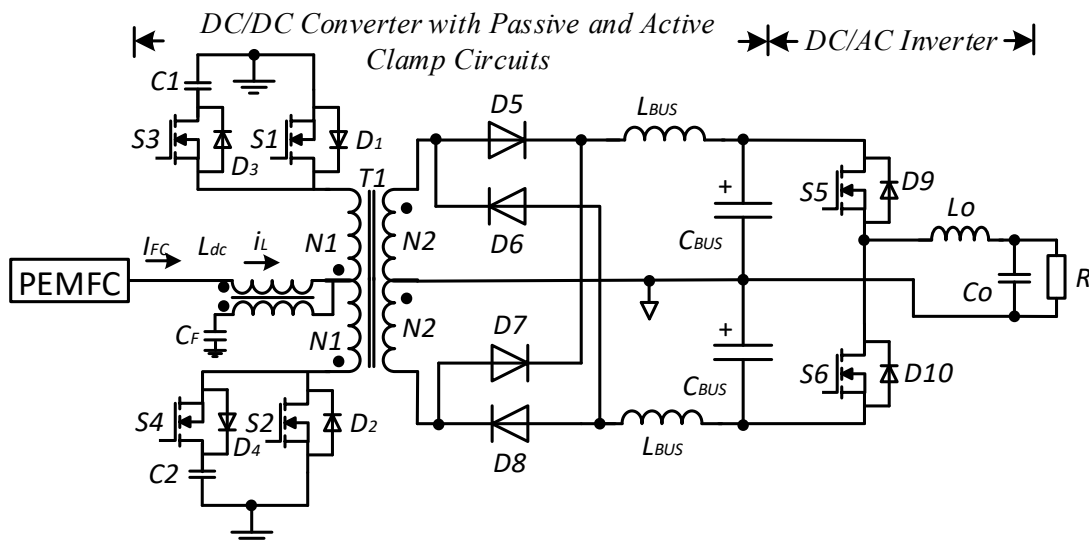 DC/DC Converter with Passive and Active
Clamp Circuits
DC/AC Inverter
C1
S3
D3
S1
D1
T1
D5
LBUS
D6
N1
N2
+
CBUS
S5
D9
Lo
IFC
Ldc
iL
PEMFC
Co
R
CF
N1
N2
D7
+
CBUS
S6
D10
S4
D4
S2
D2
D8
LBUS
C2